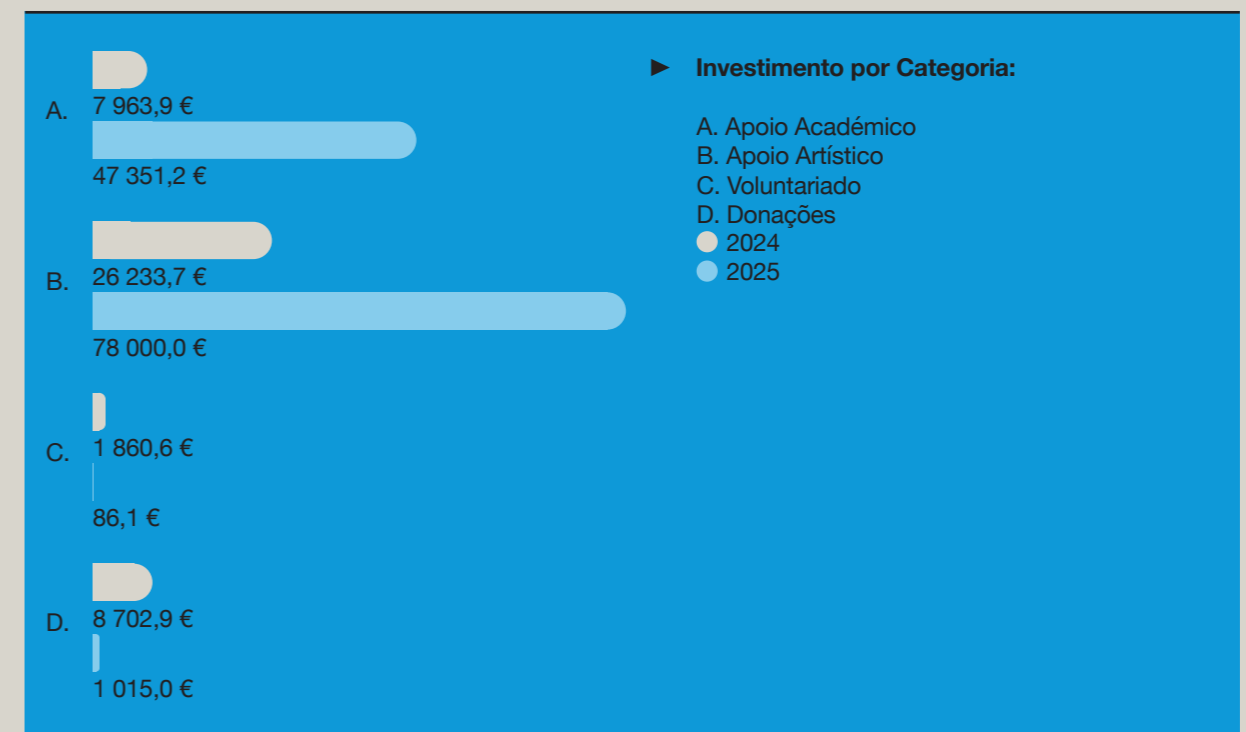 A.
7 963,9 €
47 351,2 €
B.
26 233,7 €
78 000,0 €
C.
1 860,6 €
86,1 €
D.
8 702,9 €
1 015,0 €
► Investimento por Categoria:
A. Apoio Académico
B. Apoio Artístico
C. Voluntariado
D. Donações
2024
2025